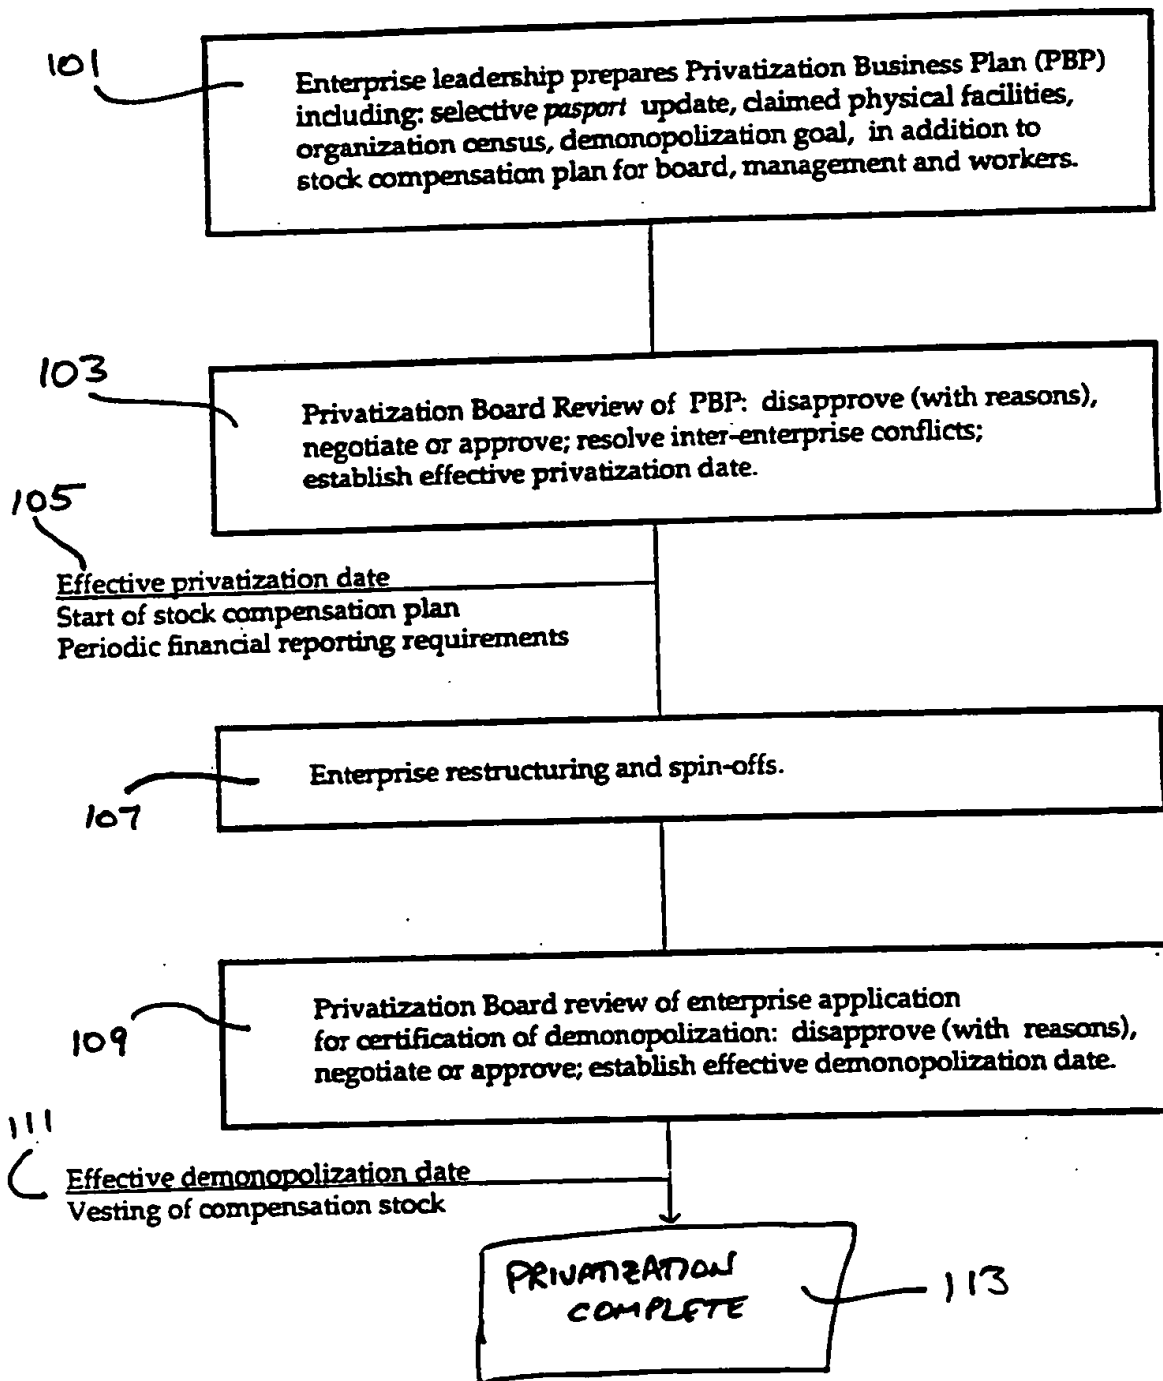 101
Enterprise leadership prepares Privatization Business Plan (PBP)
including: selective pasport update, claimed physical facilities,
organization census, demonopolization goal, in addition to
stock compensation plan for board, management and workers.
103
Privatization Board Review of PBP: disapprove (with reasons),
negotiate or approve; resolve inter-enterprise conflicts;
establish effective privatization date.
105
Effective privatization date
Start of stock compensation plan
Periodic financial reporting requirements
Enterprise restructuring and spin-offs.
107
Privatization Board review of enterprise application
for certification of demonopolization: disapprove (with reasons),
negotiate or approve; establish effective demonopolization date.
109
111
Effective demonopolization date
Vesting of compensation stock
PRIVATIZATION
COMPLETE
113